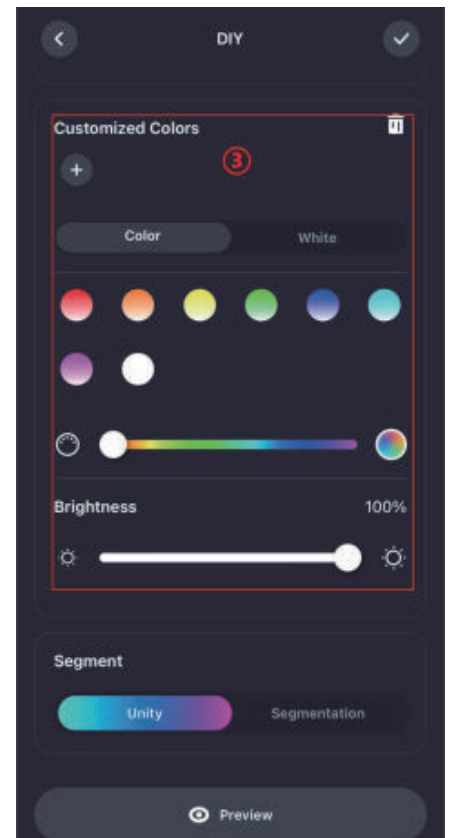 DIY
Customized Colors
③
Color White
Brightness 100%
Segment
Unity Segmentation
Preview